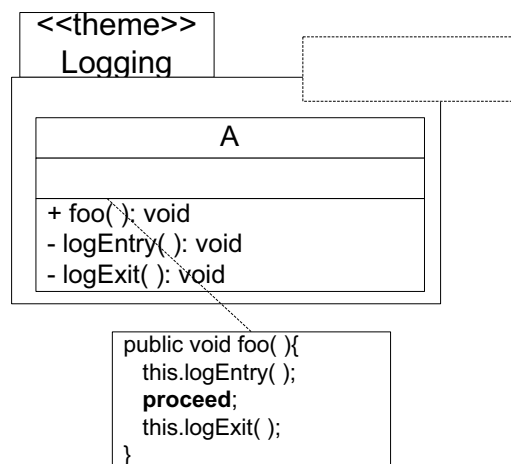 <<theme>>
Logging
A
+ foo( ): void
- logEntry( ): void
- logExit( ): void
public void foo( ){
this.logEntry( );
proceed;
this.logExit( );
}